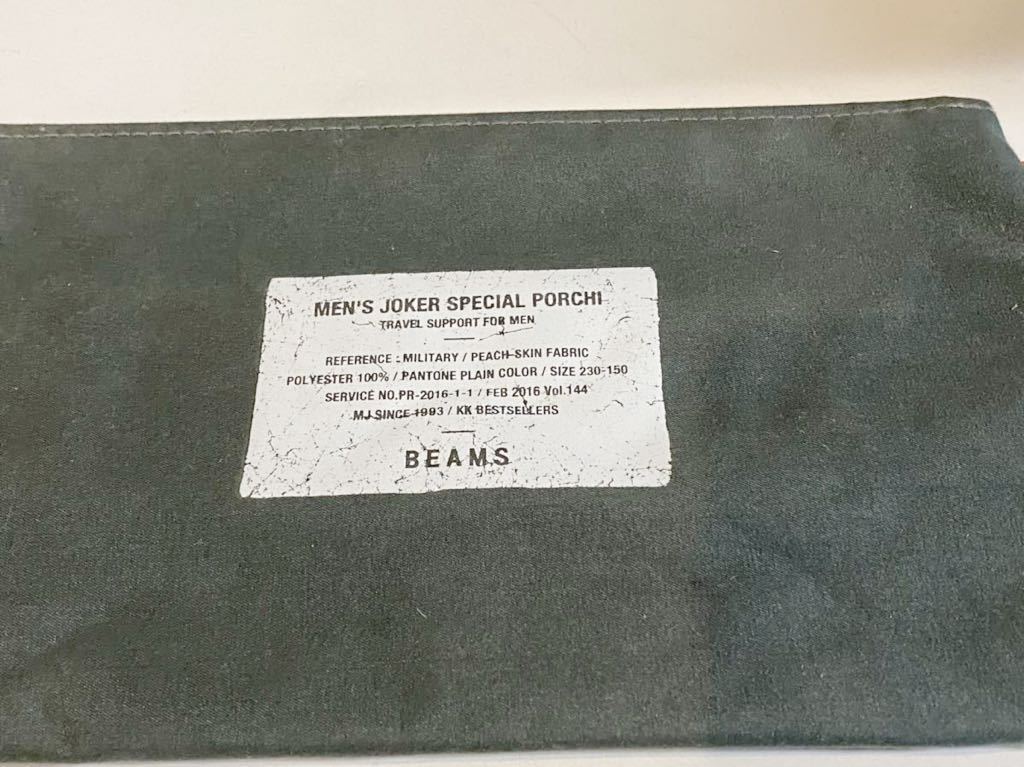 MEN'S JOKER SPECIAL PORCHI
TRAVEL SUPPORT FOR MEN
REFERENCE : MILITARY / PEACH-SKIN FABRIC
POLYESTER 100% / PANTONE PLAIN COLOR / SIZE 230-150
SERVICE NO.PR-2016-1-1 / FEB 2016 Vol.144
MJ SINCE 1993 / KK BESTSELLERS
BEAMS